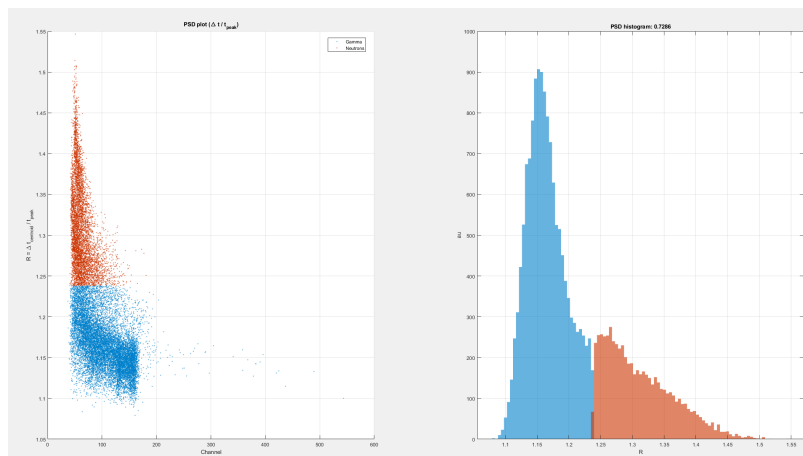 PSD plot (Δ t / t_peak)
Gamma
Neutrons
R = Δ t_centroid / t_peak
1.55
1.5
1.45
1.4
1.35
1.3
1.25
1.2
1.15
1.1
1.05
0 100 200 300 400 500 600
Channel
PSD histogram: 0.7286
au
1000
900
800
700
600
500
400
300
200
100
0
1.1 1.15 1.2 1.25 1.3 1.35 1.4 1.45 1.5 1.55
R